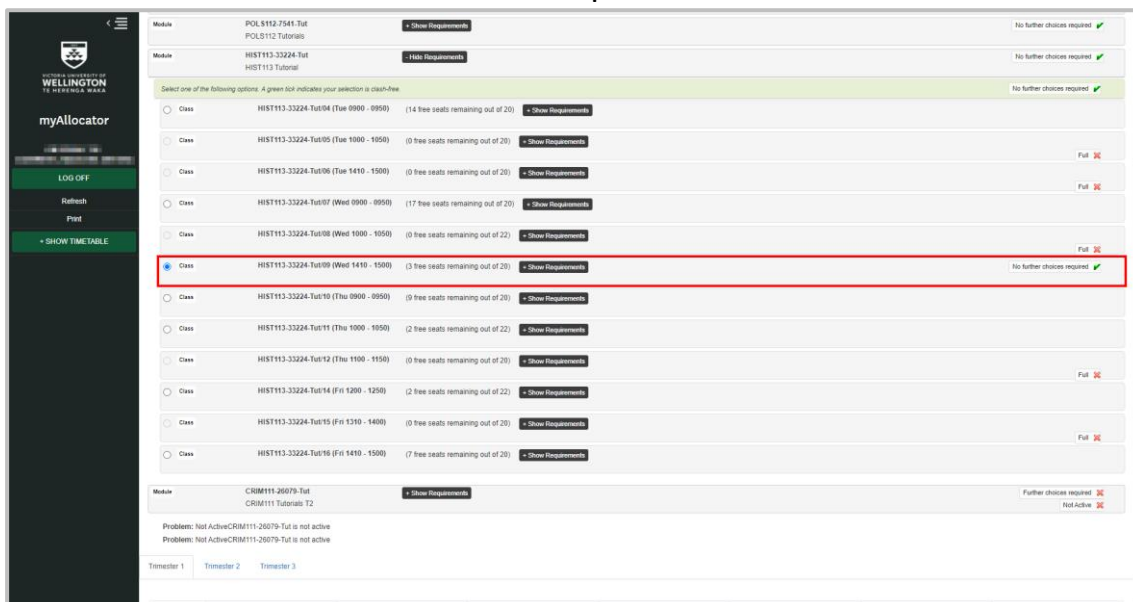 VICTORIA UNIVERSITY OF
WELLINGTON
TE HERENGA WAKA
myAllocator
LOG OFF
Refresh
Print
+ SHOW TIMETABLE
Module POLS112-7541-Tut + Show Requirements No further choices required
POLS112 Tutorials
Module HIST113-33224-Tut - Hide Requirements No further choices required
HIST113 Tutorial
Select one of the following options. A green tick indicates your selection is clash-free. No further choices required
Class HIST113-33224-Tut/04 (Tue 0900 - 0950) (14 free seats remaining out of 20) + Show Requirements
Class HIST113-33224-Tut/05 (Tue 1000 - 1050) (0 free seats remaining out of 20) + Show Requirements
Full
Class HIST113-33224-Tut/06 (Tue 1410 - 1500) (0 free seats remaining out of 20) + Show Requirements
Full
Class HIST113-33224-Tut/07 (Wed 0900 - 0950) (17 free seats remaining out of 20) + Show Requirements
Class HIST113-33224-Tut/08 (Wed 1000 - 1050) (0 free seats remaining out of 22) + Show Requirements
Full
Class HIST113-33224-Tut/09 (Wed 1410 - 1500) (3 free seats remaining out of 20) + Show Requirements No further choices required
Class HIST113-33224-Tut/10 (Thu 0900 - 0950) (9 free seats remaining out of 20) + Show Requirements
Class HIST113-33224-Tut/11 (Thu 1000 - 1050) (2 free seats remaining out of 22) + Show Requirements
Class HIST113-33224-Tut/12 (Thu 1100 - 1150) (0 free seats remaining out of 20) + Show Requirements
Full
Class HIST113-33224-Tut/14 (Fri 1200 - 1250) (2 free seats remaining out of 22) + Show Requirements
Class HIST113-33224-Tut/15 (Fri 1310 - 1400) (0 free seats remaining out of 20) + Show Requirements
Full
Class HIST113-33224-Tut/16 (Fri 1410 - 1500) (7 free seats remaining out of 20) + Show Requirements
Module CRIM111-26079-Tut + Show Requirements Further choices required
CRIM111 Tutorials T2 Not Active
Problem: Not ActiveCRIM111-26079-Tut is not active
Problem: Not ActiveCRIM111-26079-Tut is not active
Trimester 1 Trimester 2 Trimester 3